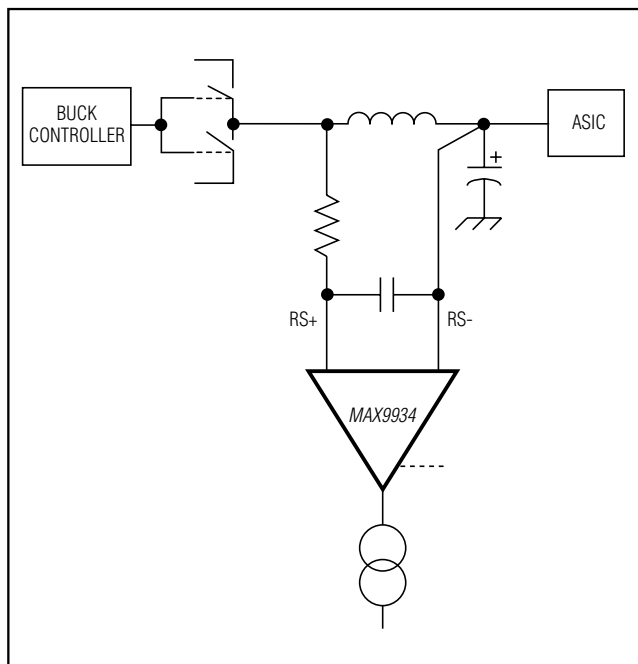 BUCK
CONTROLLER
ASIC
+
RS+
RS-
MAX9934